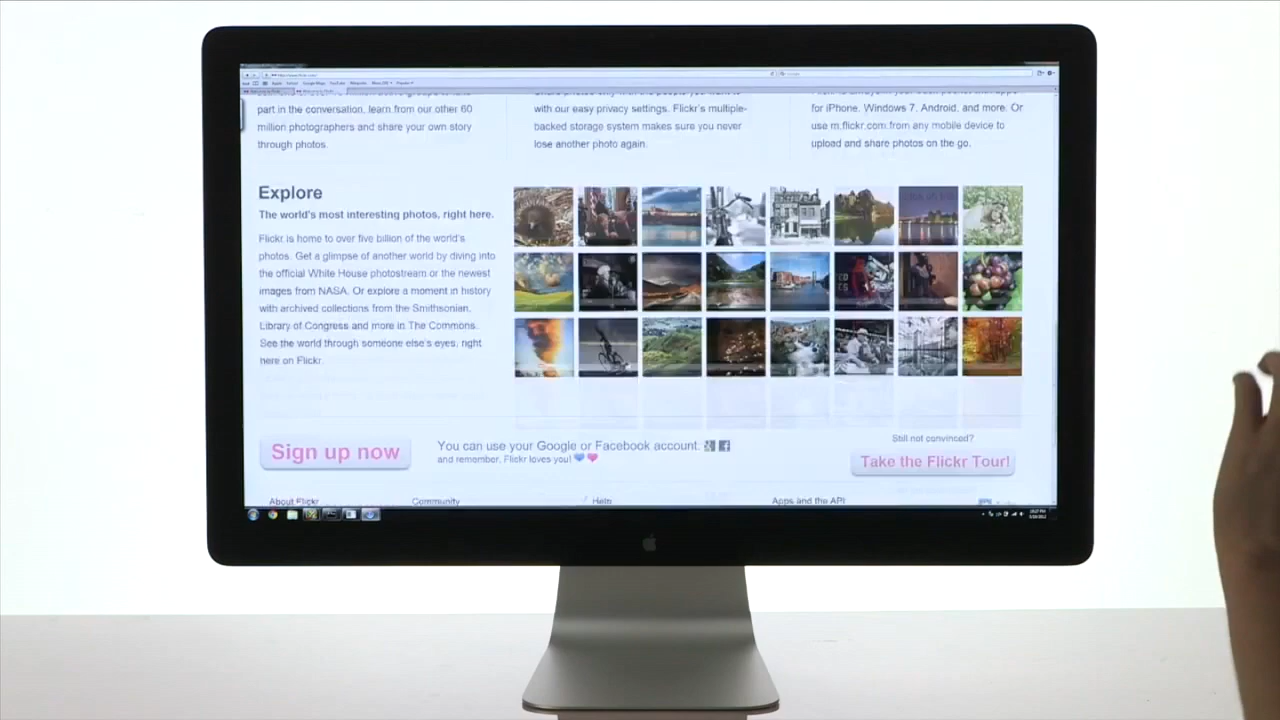 part in the conversation, learn from our other 60
million photographers and share your own story
through photos.
with our easy privacy settings. Flickr's multiple-
backed storage system makes sure you never
lose another photo again.
for iPhone, Windows 7, Android, and more. Or
use m.flickr.com from any mobile device to
upload and share photos on the go.
Explore
The world's most interesting photos, right here.
Flickr is home to over five billion of the world's
photos. Get a glimpse of another world by diving into
the official White House photostream or the newest
images from NASA. Or explore a moment in history
with archived collections from the Smithsonian,
Library of Congress and more in The Commons.
See the world through someone else's eyes, right
here on Flickr.
Sign up now
You can use your Google or Facebook account.
and remember, Flickr loves you!
Still not convinced?
Take the Flickr Tour!
About Flickr
Community
Help
Apps and the API